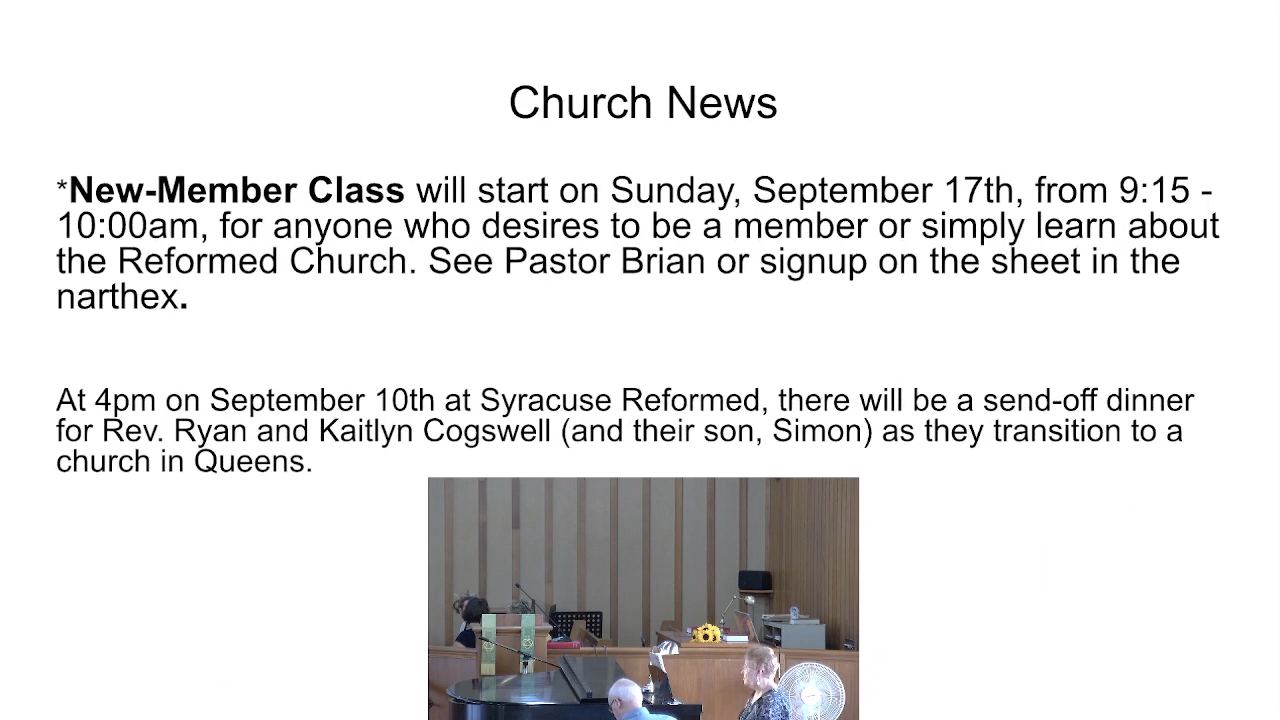 Church News
*New-Member Class will start on Sunday, September 17th, from 9:15 -
10:00am, for anyone who desires to be a member or simply learn about
the Reformed Church. See Pastor Brian or signup on the sheet in the
narthex.
At 4pm on September 10th at Syracuse Reformed, there will be a send-off dinner
for Rev. Ryan and Kaitlyn Cogswell (and their son, Simon) as they transition to a
church in Queens.